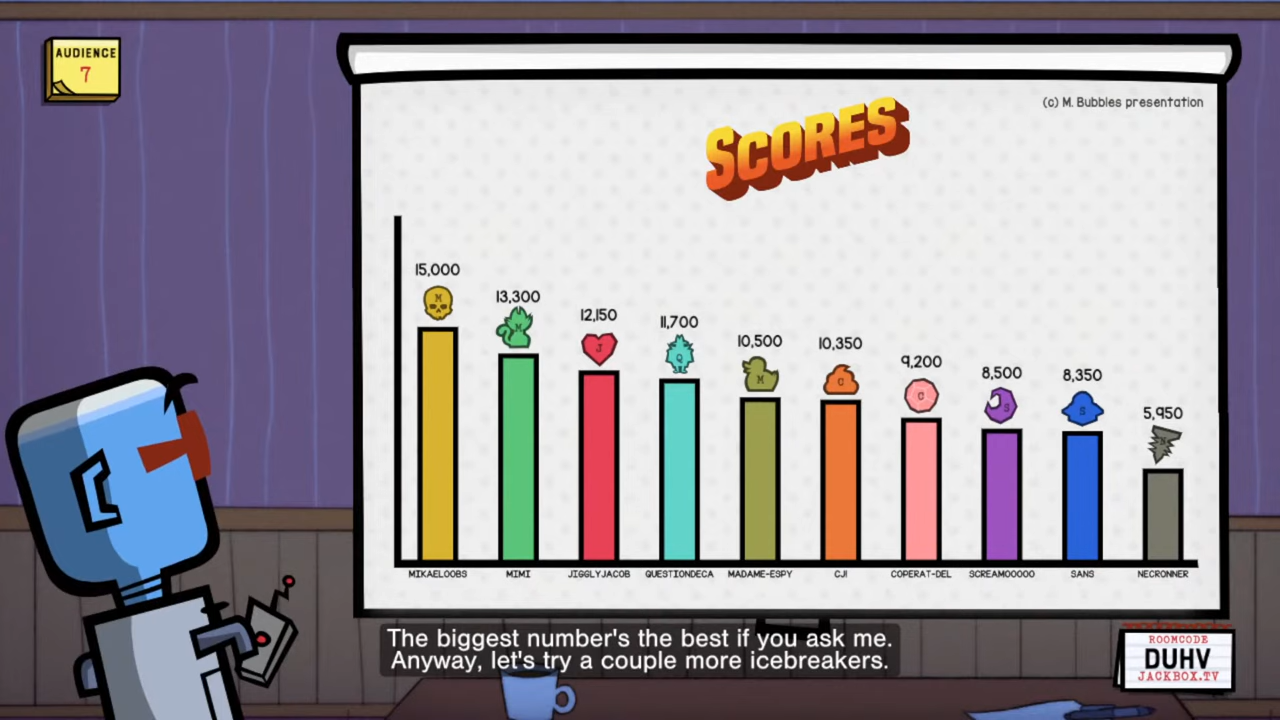 AUDIENCE
7
(c) M. Bubbles presentation
SCORES
15,000
13,300
12,150
11,700
10,500
10,350
9,200
8,500
8,350
5,950
M
M
J
Q
M
C
C
S
S
N
MIKAELOOBS
MIMI
JIGGLYJACOB
QUESTIONDECA
MADAME-ESPY
CJ!
COPERAT-DEL
SCREAMOOOOO
SANS
NECRONNER
The biggest number's the best if you ask me.
Anyway, let's try a couple more icebreakers.
ROOMCODE
DUHV
JACKBOX.TV